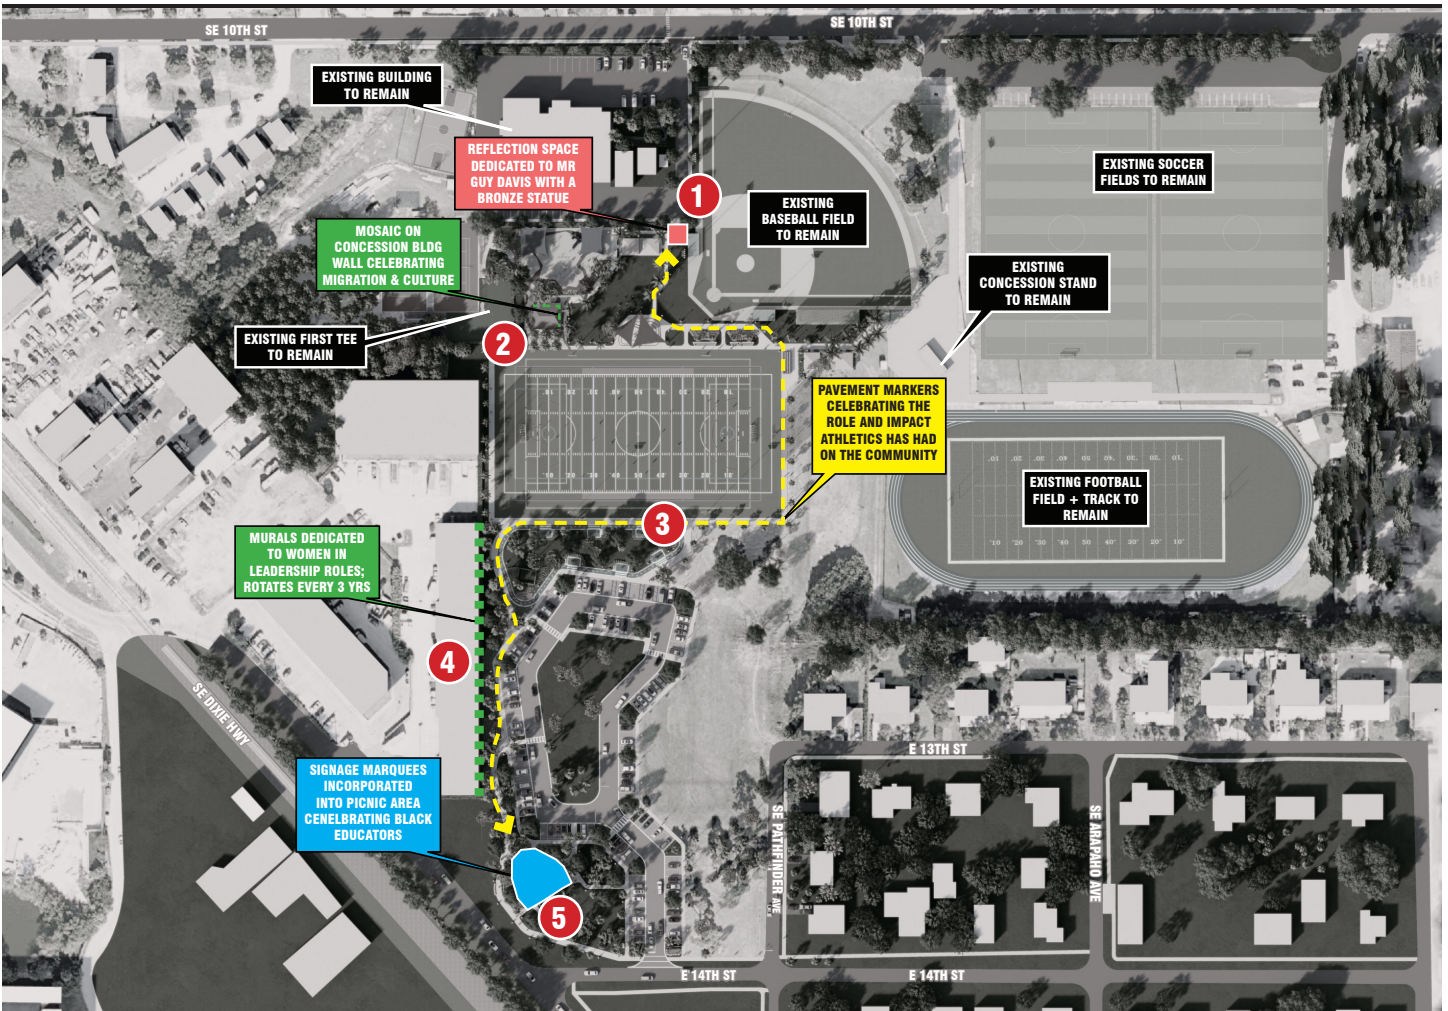 SE 10TH ST
SE 10TH ST
EXISTING BUILDING
TO REMAIN
REFLECTION SPACE
DEDICATED TO MR
GUY DAVIS WITH A
BRONZE STATUE
1
EXISTING SOCCER
FIELDS TO REMAIN
EXISTING
BASEBALL FIELD
TO REMAIN
MOSAIC ON
CONCESSION BLDG
WALL CELEBRATING
MIGRATION & CULTURE
EXISTING
CONCESSION STAND
TO REMAIN
EXISTING FIRST TEE
TO REMAIN
2
PAVEMENT MARKERS
CELEBRATING THE
ROLE AND IMPACT
ATHLETICS HAS HAD
ON THE COMMUNITY
EXISTING FOOTBALL
FIELD + TRACK TO
REMAIN
3
MURALS DEDICATED
TO WOMEN IN
LEADERSHIP ROLES;
ROTATES EVERY 3 YRS
4
SE DIXIE HWY
E 13TH ST
SIGNAGE MARQUEES
INCORPORATED
INTO PICNIC AREA
CENELBRATING BLACK
EDUCATORS
SE PATHFINDER AVE
SE ARAPAHO AVE
5
E 14TH ST
E 14TH ST